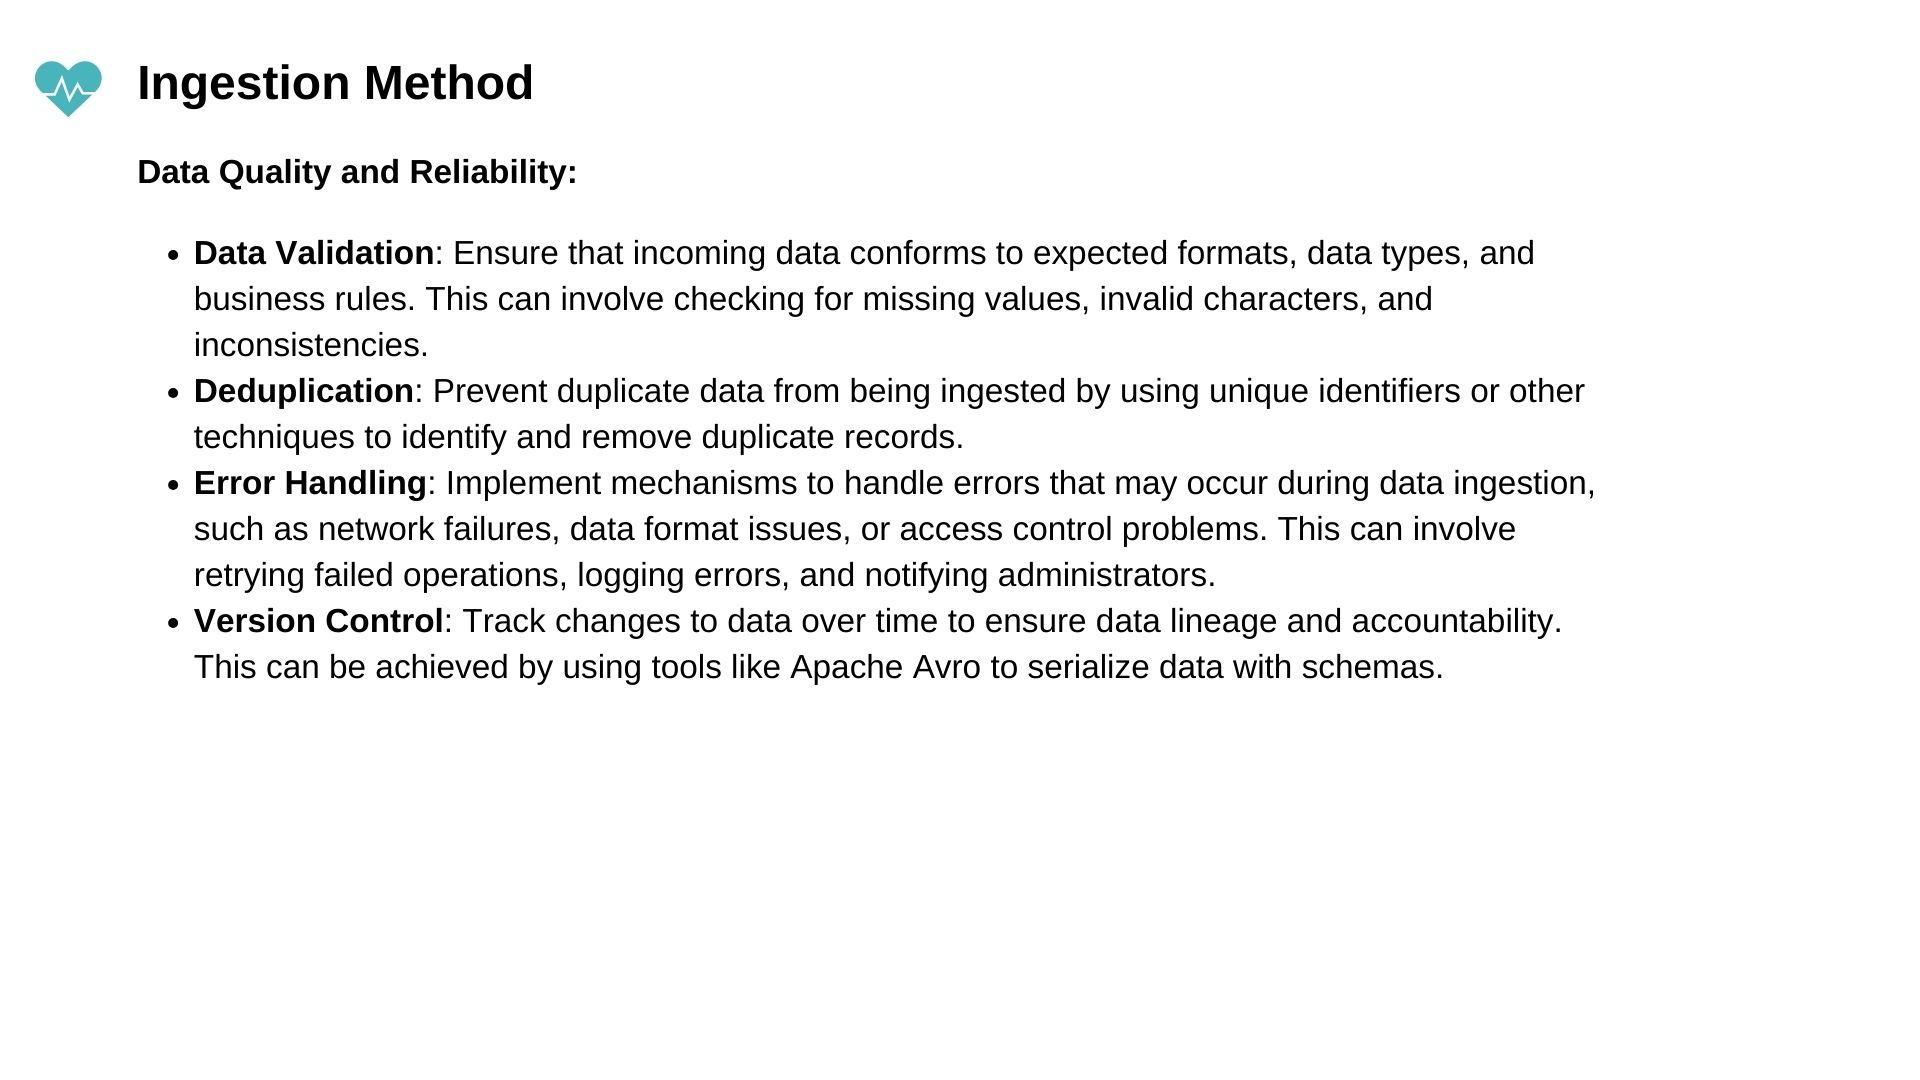 Ingestion Method
Data Quality and Reliability:
• Data Validation: Ensure that incoming data conforms to expected formats, data types, and
business rules. This can involve checking for missing values, invalid characters, and
inconsistencies.
• Deduplication: Prevent duplicate data from being ingested by using unique identifiers or other
techniques to identify and remove duplicate records.
• Error Handling: Implement mechanisms to handle errors that may occur during data ingestion,
such as network failures, data format issues, or access control problems. This can involve
retrying failed operations, logging errors, and notifying administrators.
• Version Control: Track changes to data over time to ensure data lineage and accountability.
This can be achieved by using tools like Apache Avro to serialize data with schemas.